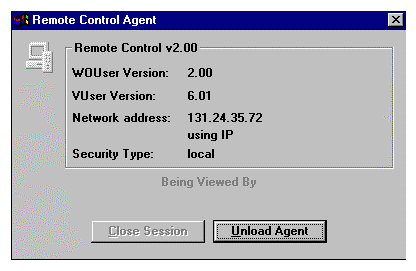 Remote Control Agent
Remote Control v2.00
WOUser Version: 2.00
VUser Version: 6.01
Network address: 131.24.35.72
using IP
Security Type: local
Being Viewed By
Close Session Unload Agent